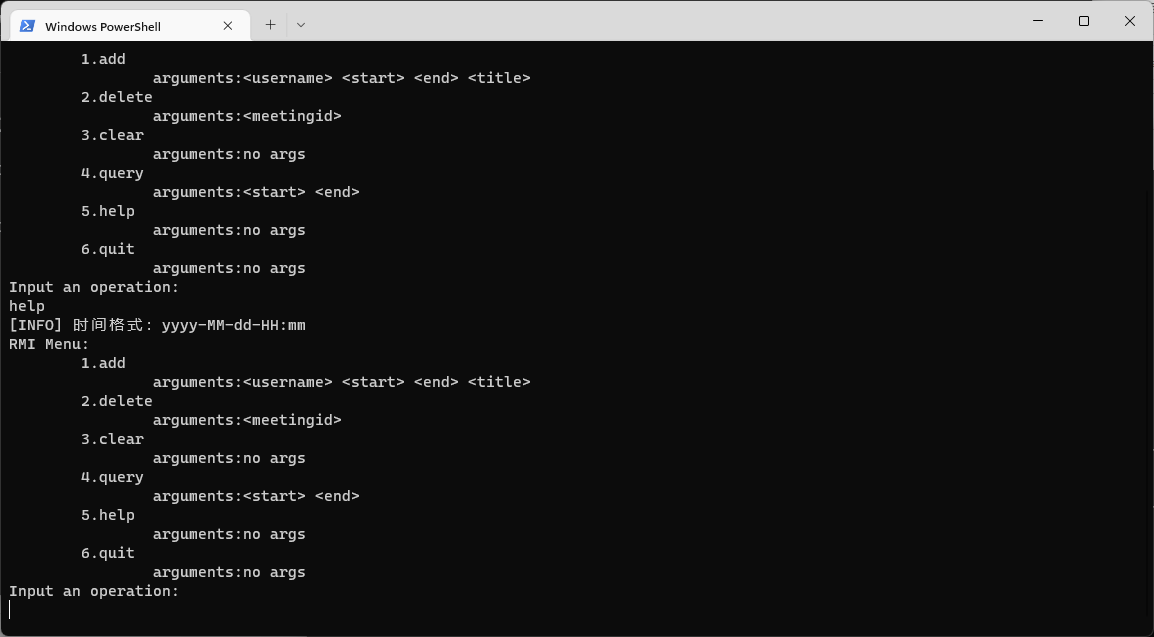 Windows PowerShell
1.add
arguments:<username> <start> <end> <title>
2.delete
arguments:<meetingid>
3.clear
arguments:no args
4.query
arguments:<start> <end>
5.help
arguments:no args
6.quit
arguments:no args
Input an operation:
help
[INFO] 时间格式: yyyy-MM-dd-HH:mm
RMI Menu:
1.add
arguments:<username> <start> <end> <title>
2.delete
arguments:<meetingid>
3.clear
arguments:no args
4.query
arguments:<start> <end>
5.help
arguments:no args
6.quit
arguments:no args
Input an operation: